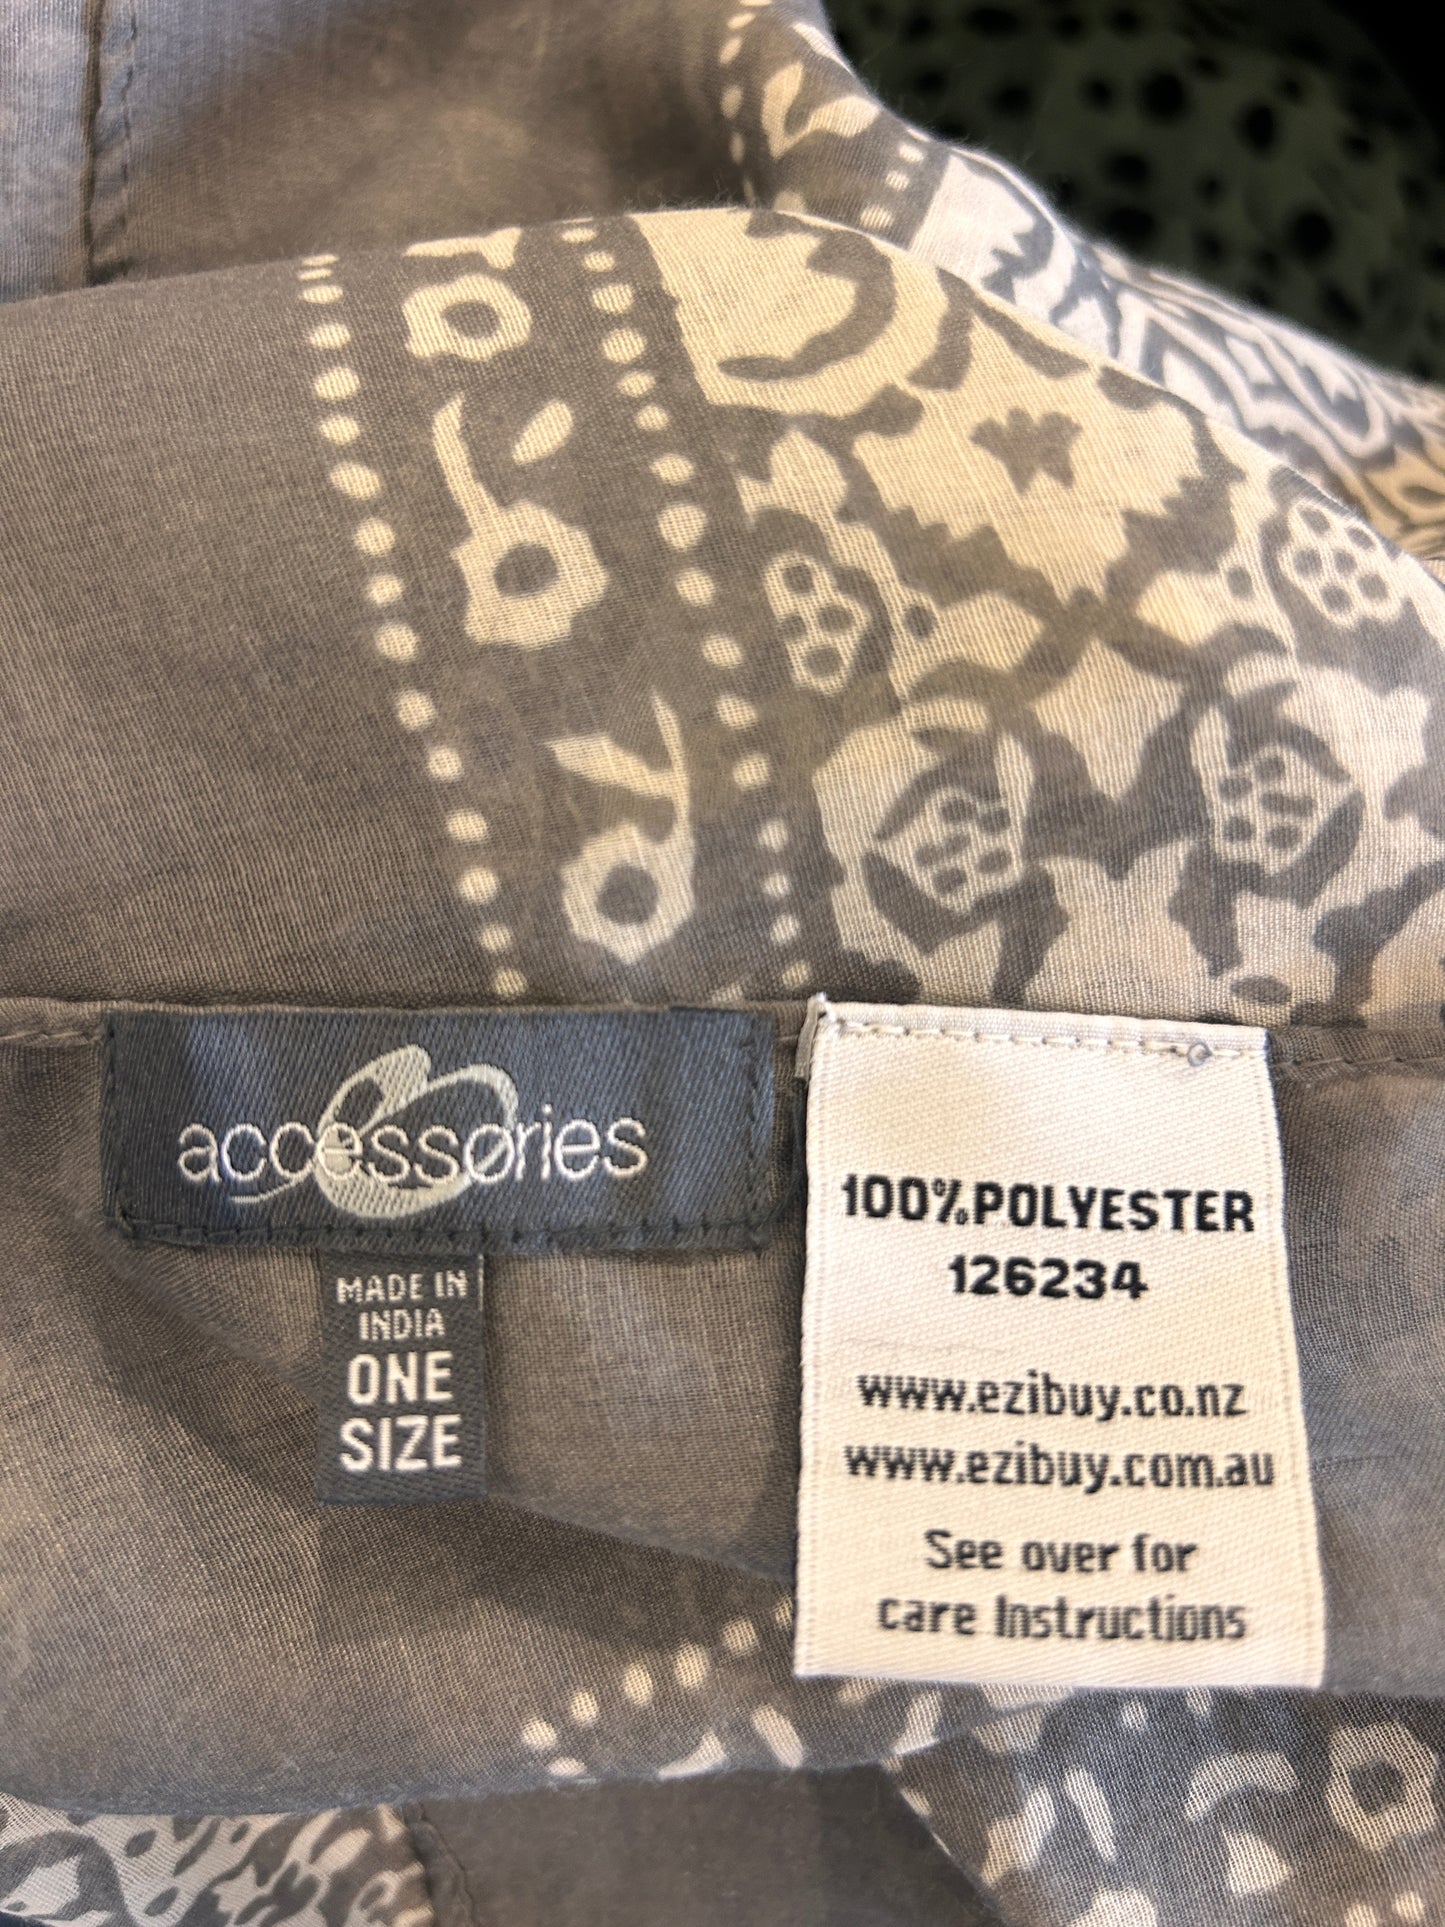 accessories
MADE IN
INDIA
ONE
SIZE
100%POLYESTER
126234
www.ezibuy.co.nz
www.ezibuy.com.au
See over for
care Instructions